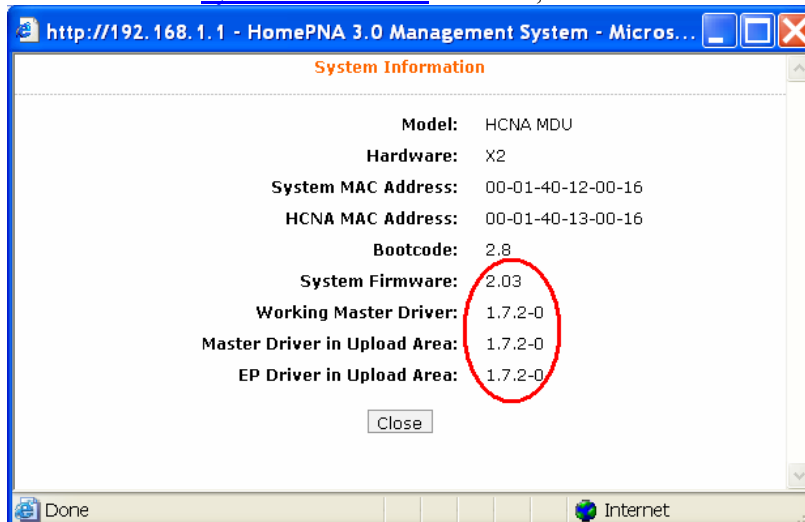 http://192.168.1.1 - HomePNA 3.0 Management System - Micros...
System Information
Model: HCNA MDU
Hardware: X2
System MAC Address: 00-01-40-12-00-16
HCNA MAC Address: 00-01-40-13-00-16
Bootcode: 2.8
System Firmware: 2.03
Working Master Driver: 1.7.2-0
Master Driver in Upload Area: 1.7.2-0
EP Driver in Upload Area: 1.7.2-0
Close
Done Internet